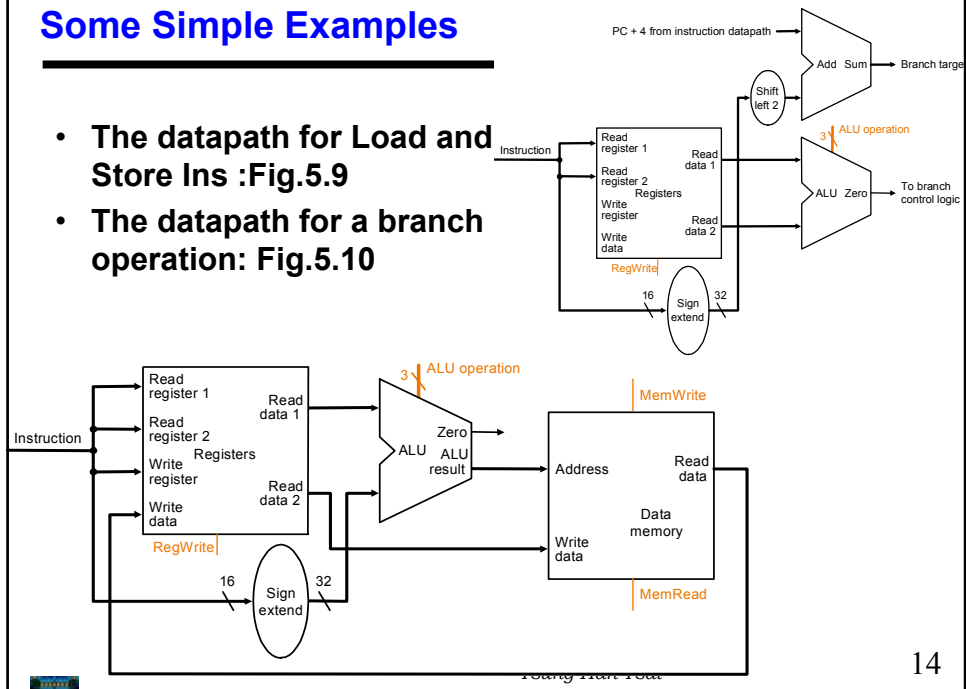 Some Simple Examples
• The datapath for Load and
Store Ins :Fig.5.9
• The datapath for a branch
operation: Fig.5.10
PC + 4 from instruction datapath
Add Sum
Branch targe
Shift
left 2
3
ALU operation
Instruction
Read
register 1
Read
register 2
Registers
Write
register
Write
data
Read
data 1
Read
data 2
RegWrite
ALU Zero
To branch
control logic
16
Sign
extend
32
Instruction
Read
register 1
Read
register 2
Registers
Write
register
Write
data
Read
data 1
Read
data 2
RegWrite
16
Sign
extend
32
3
ALU operation
Zero
ALU
ALU
result
MemWrite
Address
Read
data
Data
memory
Write
data
MemRead
14